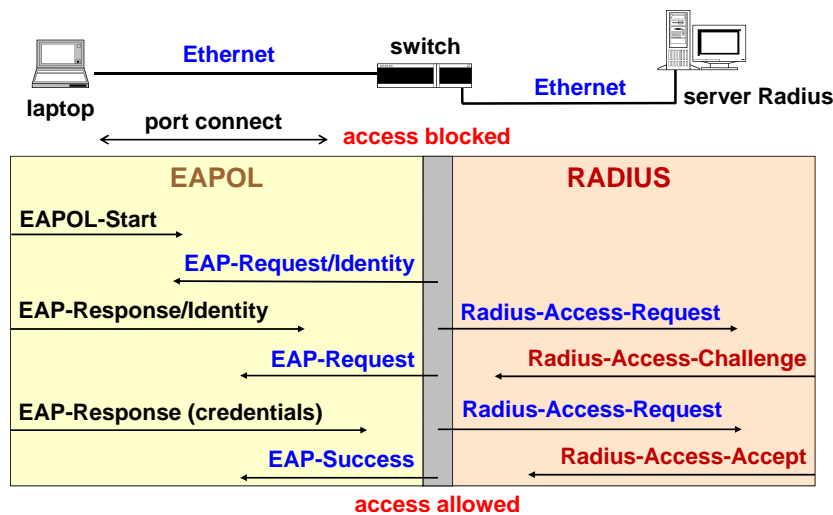 Ethernet
switch
Ethernet
server Radius
laptop
port connect
access blocked
EAPOL
RADIUS
EAPOL-Start
EAP-Request/Identity
EAP-Response/Identity
Radius-Access-Request
EAP-Request
Radius-Access-Challenge
EAP-Response (credentials)
Radius-Access-Request
EAP-Success
Radius-Access-Accept
access allowed